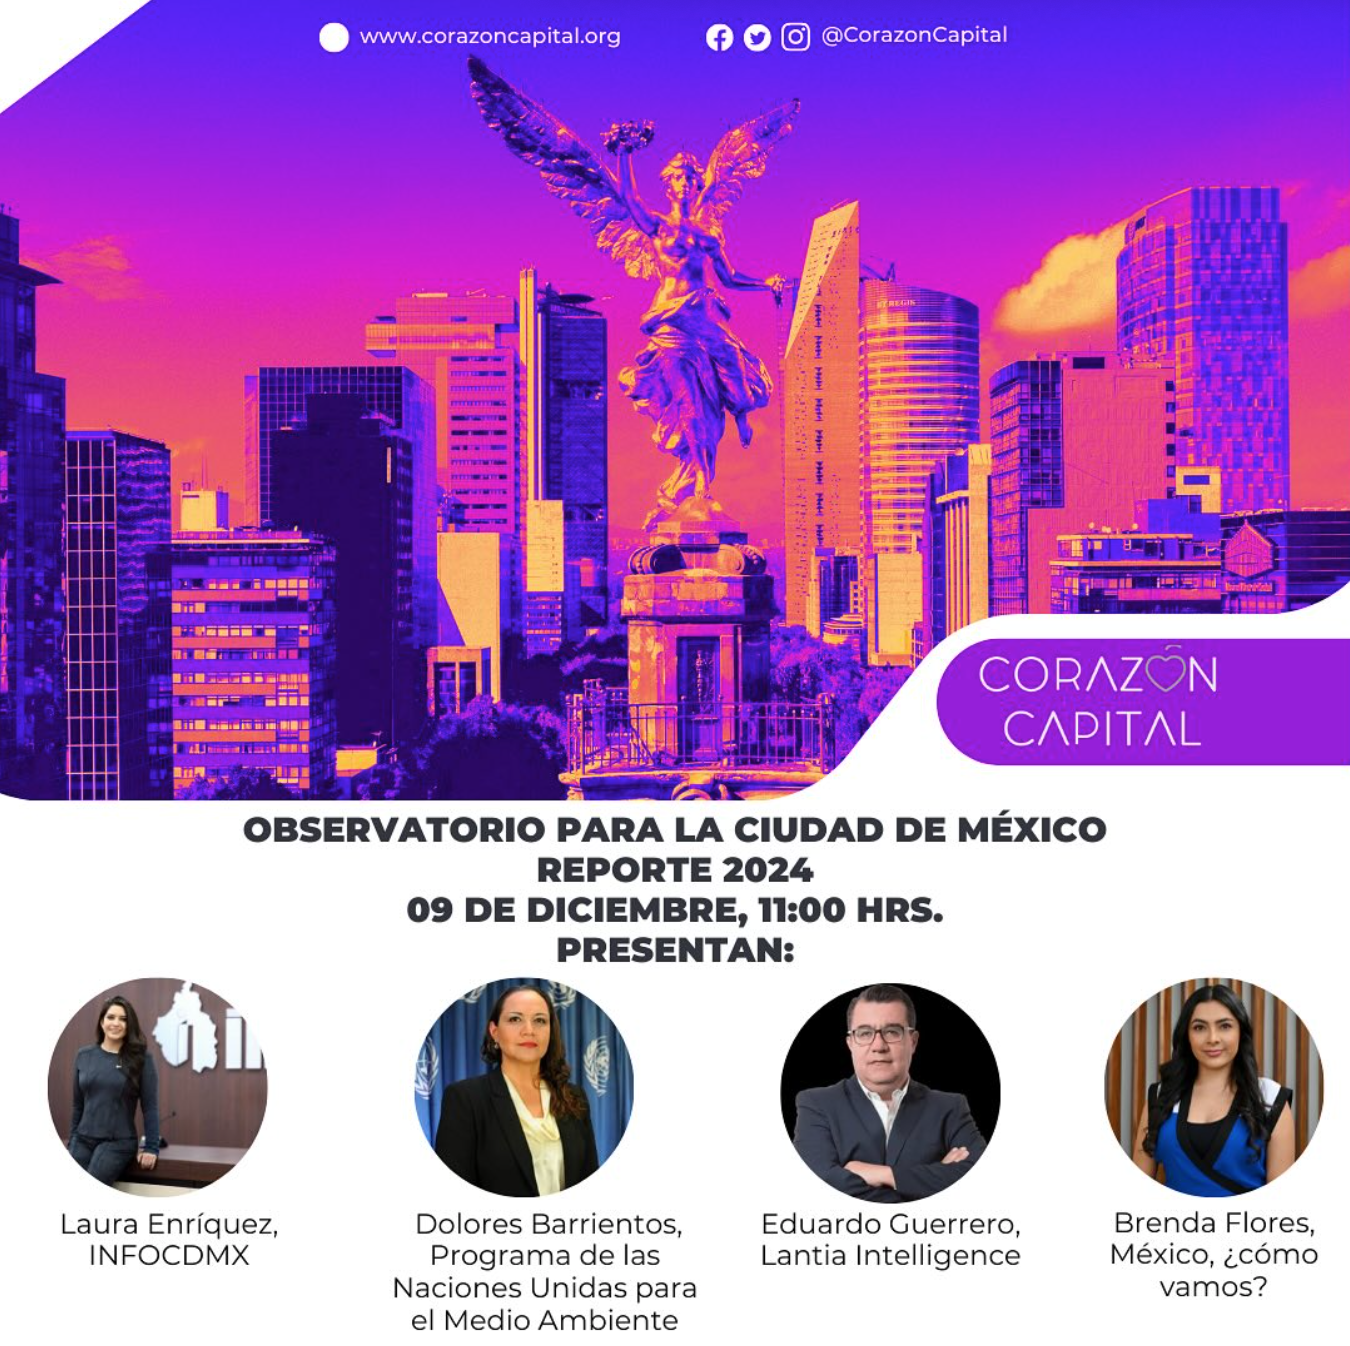 www.corazoncapital.org
@CorazonCapital
ST REGIS
CORAZÓN
CAPITAL
OBSERVATORIO PARA LA CIUDAD DE MÉXICO
REPORTE 2024
09 DE DICIEMBRE, 11:00 HRS.
PRESENTAN:
Laura Enríquez,
INFOCDMX
Dolores Barrientos,
Programa de las
Naciones Unidas para
el Medio Ambiente
Eduardo Guerrero,
Lantia Intelligence
Brenda Flores,
México, ¿cómo
vamos?